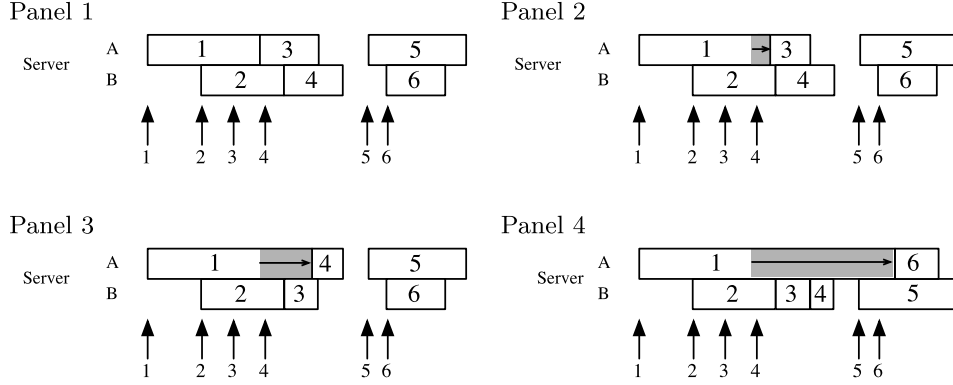 Panel 1
A 1 3 5
Server
B 2 4 6
1 2 3 4 5 6
Panel 2
A 1 3 5
Server
B 2 4 6
1 2 3 4 5 6
Panel 3
A 1 4 5
Server
B 2 3 6
1 2 3 4 5 6
Panel 4
A 1 6
Server
B 2 3 4 5
1 2 3 4 5 6